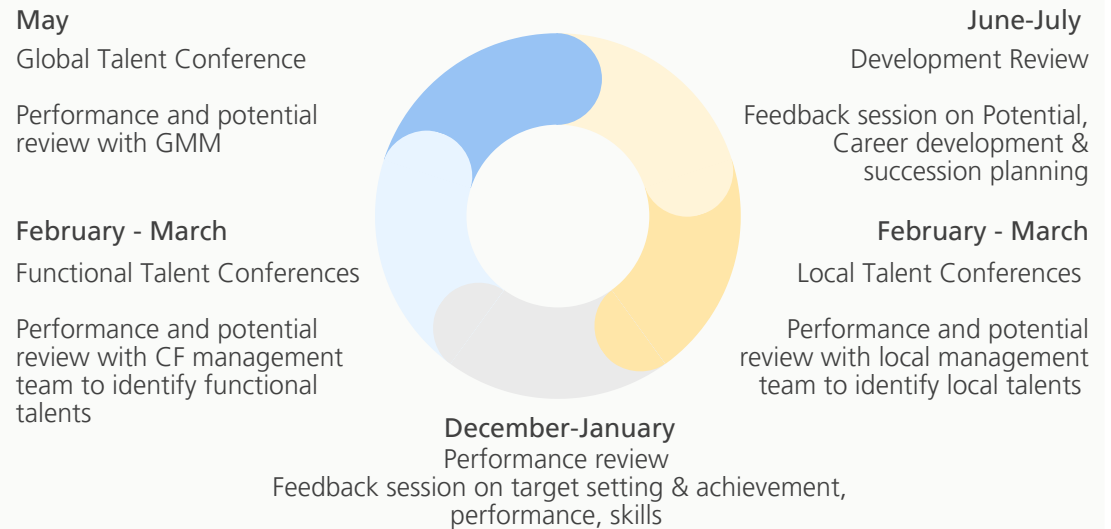 May
Global Talent Conference
Performance and potential
review with GMM
June-July
Development Review
Feedback session on Potential,
Career development &
succession planning
February - March
Functional Talent Conferences
Performance and potential
review with CF management
team to identify functional
talents
February - March
Local Talent Conferences
Performance and potential
review with local management
team to identify local talents
December-January
Performance review
Feedback session on target setting & achievement,
performance, skills